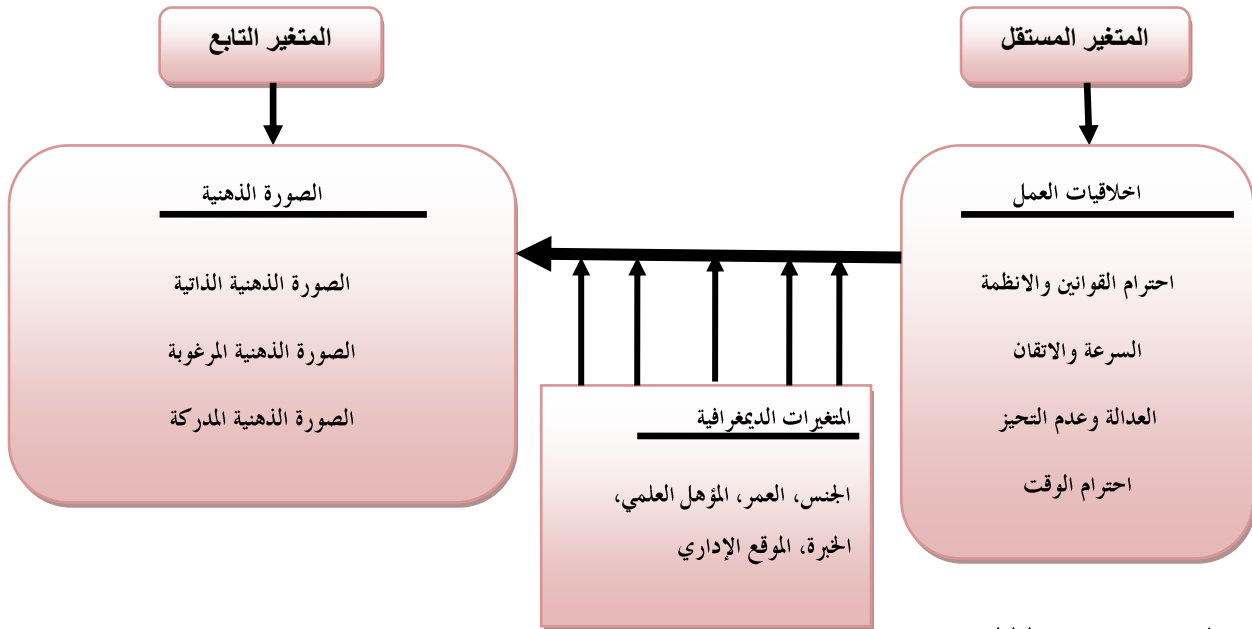 المتغير المستقل
المتغير التابع
اخلاقيات العمل
احترام القوانين والانظمة
السرعة والاتقان
العدالة وعدم التحيز
احترام الوقت
الصورة الذهنية
الصورة الذهنية الذاتية
الصورة الذهنية المرغوبة
الصورة الذهنية المدركة
المتغيرات الديمغرافية
الجنس، العمر، المؤهل العلمي،
الخبرة، الموقع الإداري